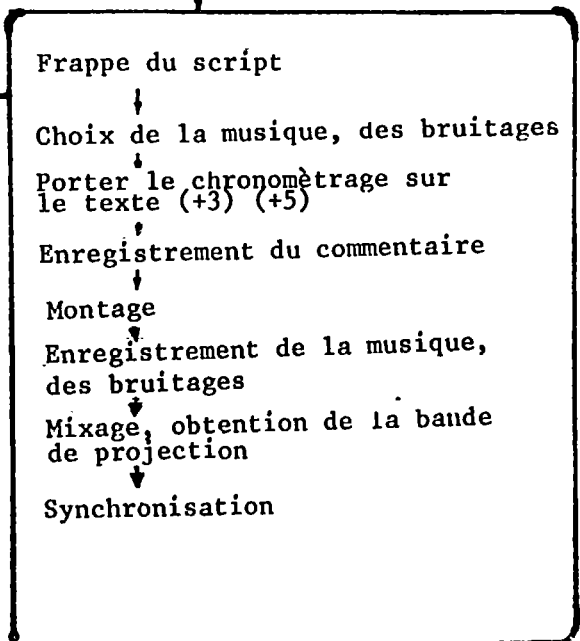 Frappe du script
Choix de la musique, des bruitages
Porter le chronomètrage sur
le texte (+3) (+5)
Enregistrement du commentaire
Montage
Enregistrement de la musique,
des bruitages
Mixage, obtention de la bande
de projection
Synchronisation